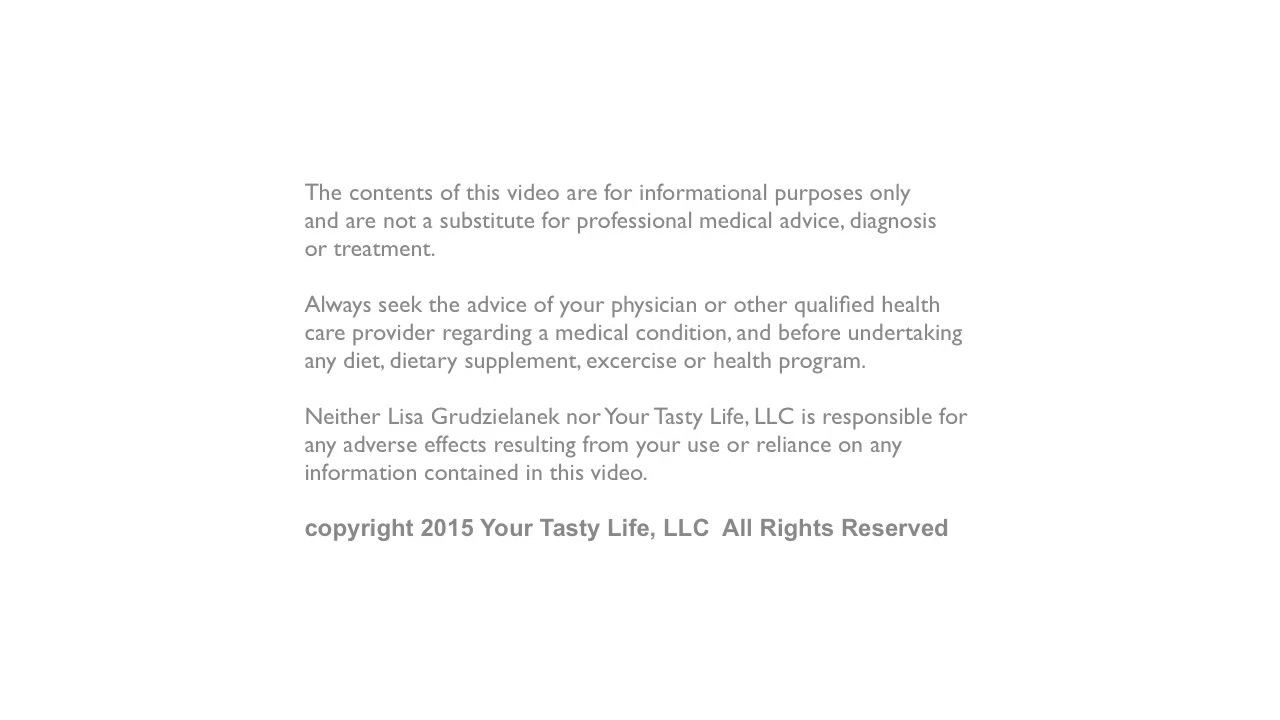 The contents of this video are for informational purposes only
and are not a substitute for professional medical advice, diagnosis
or treatment.
Always seek the advice of your physician or other qualified health
care provider regarding a medical condition, and before undertaking
any diet, dietary supplement, excercise or health program.
Neither Lisa Grudzielanek nor Your Tasty Life, LLC is responsible for
any adverse effects resulting from your use or reliance on any
information contained in this video.
copyright 2015 Your Tasty Life, LLC  All Rights Reserved